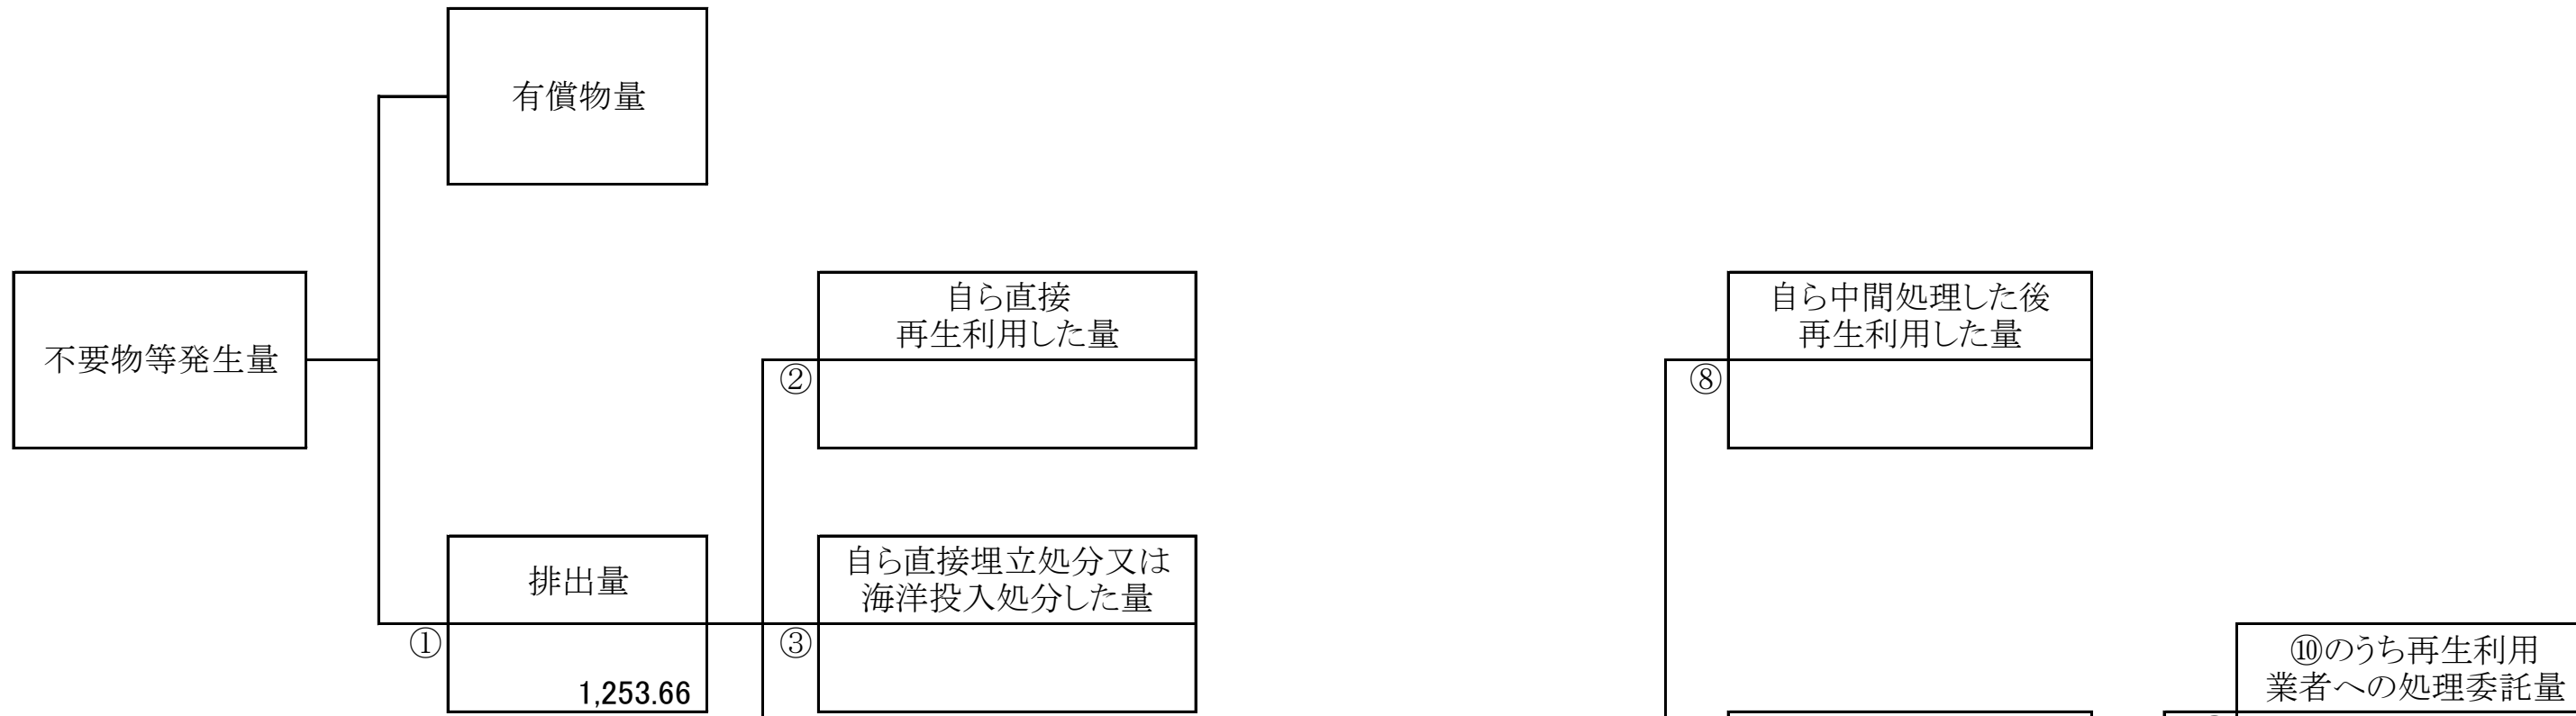 有償物量
不要物等発生量
自ら直接
再生利用した量
②
自ら中間処理した後
再生利用した量
⑧
排出量
①
1,253.66
自ら直接埋立処分又は
海洋投入処分した量
③
⑩のうち再生利用
業者への処理委託量